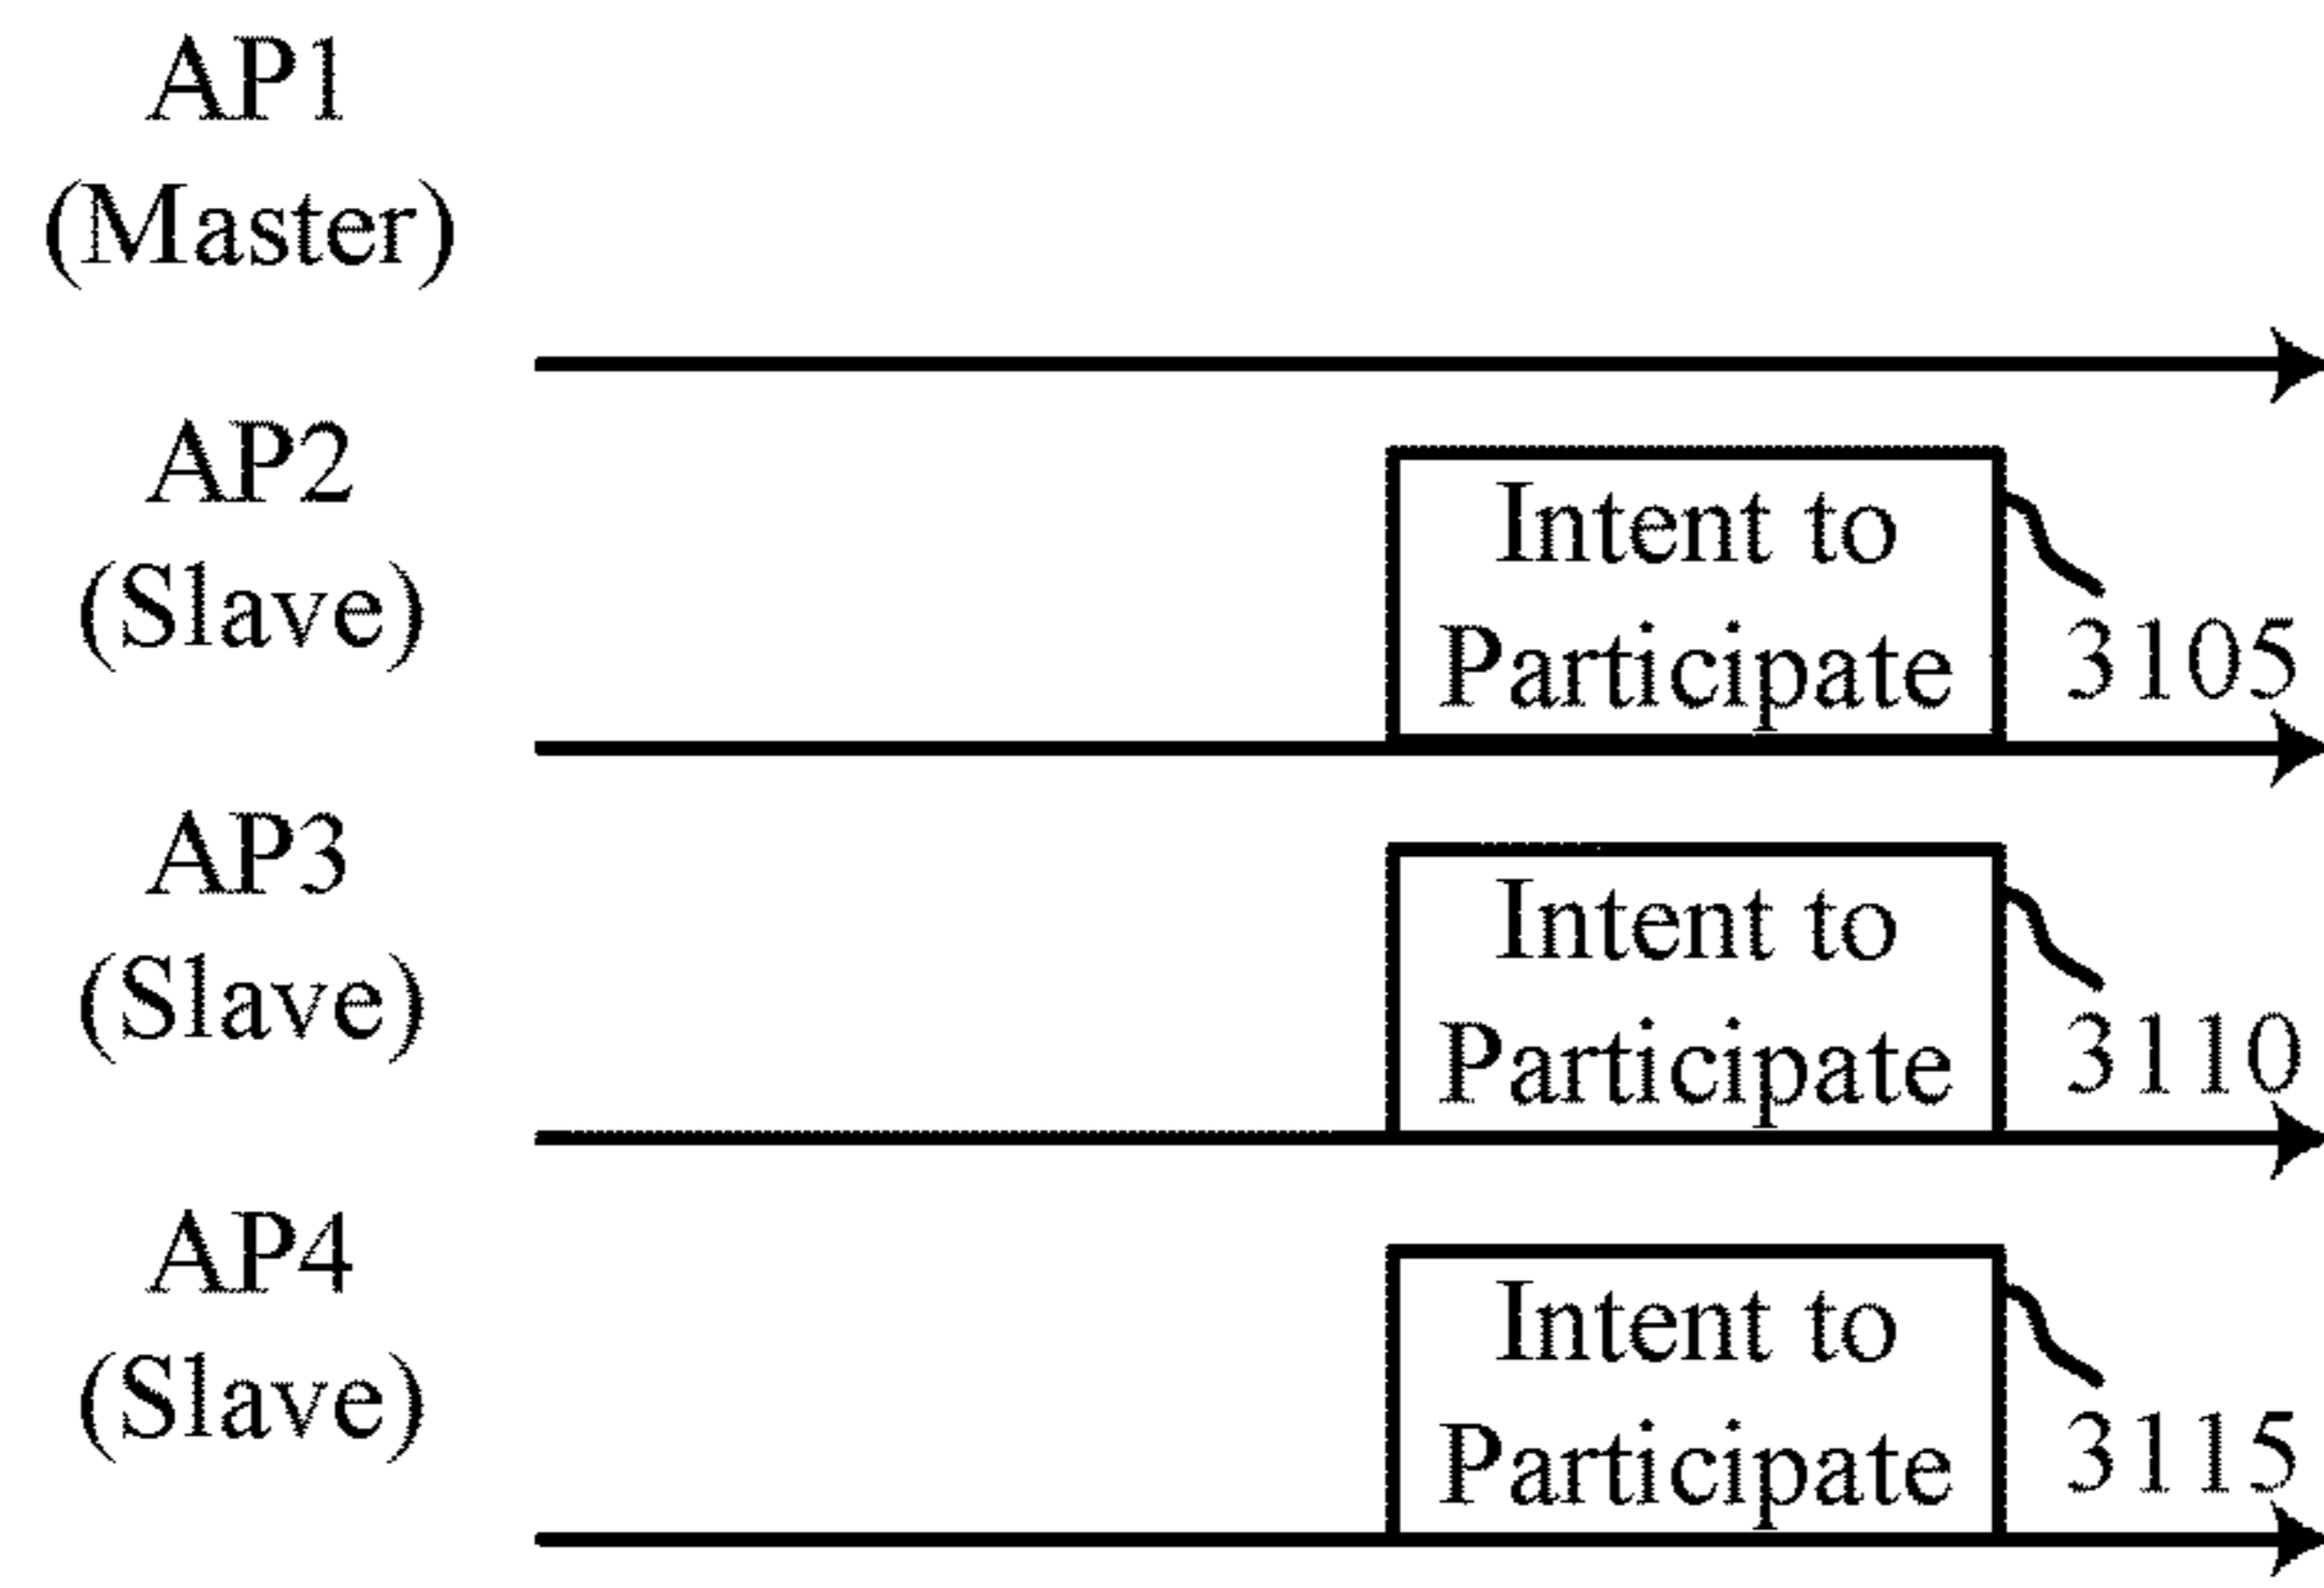 AP1
(Master)
AP2
(Slave)
Intent to
Participate
3105
AP3
(Slave)
Intent to
Participate
3110
AP4
(Slave)
Intent to
Participate
3115